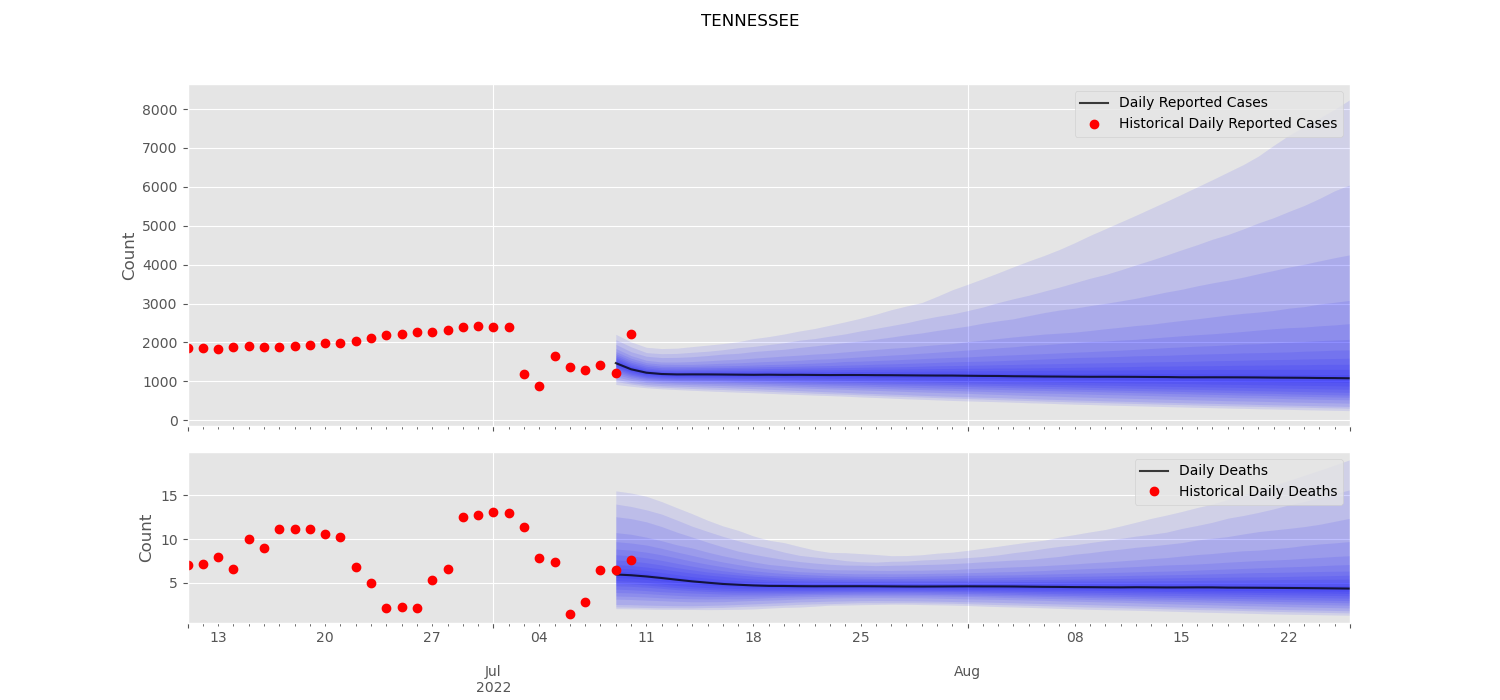 TENNESSEE
Daily Reported Cases
Historical Daily Reported Cases
8000
7000
6000
5000
4000
3000
2000
1000
0
Count
Daily Deaths
Historical Daily Deaths
15
10
5
Count
13 20 27 04 11 18 25 08 15 22
Jul Aug
2022